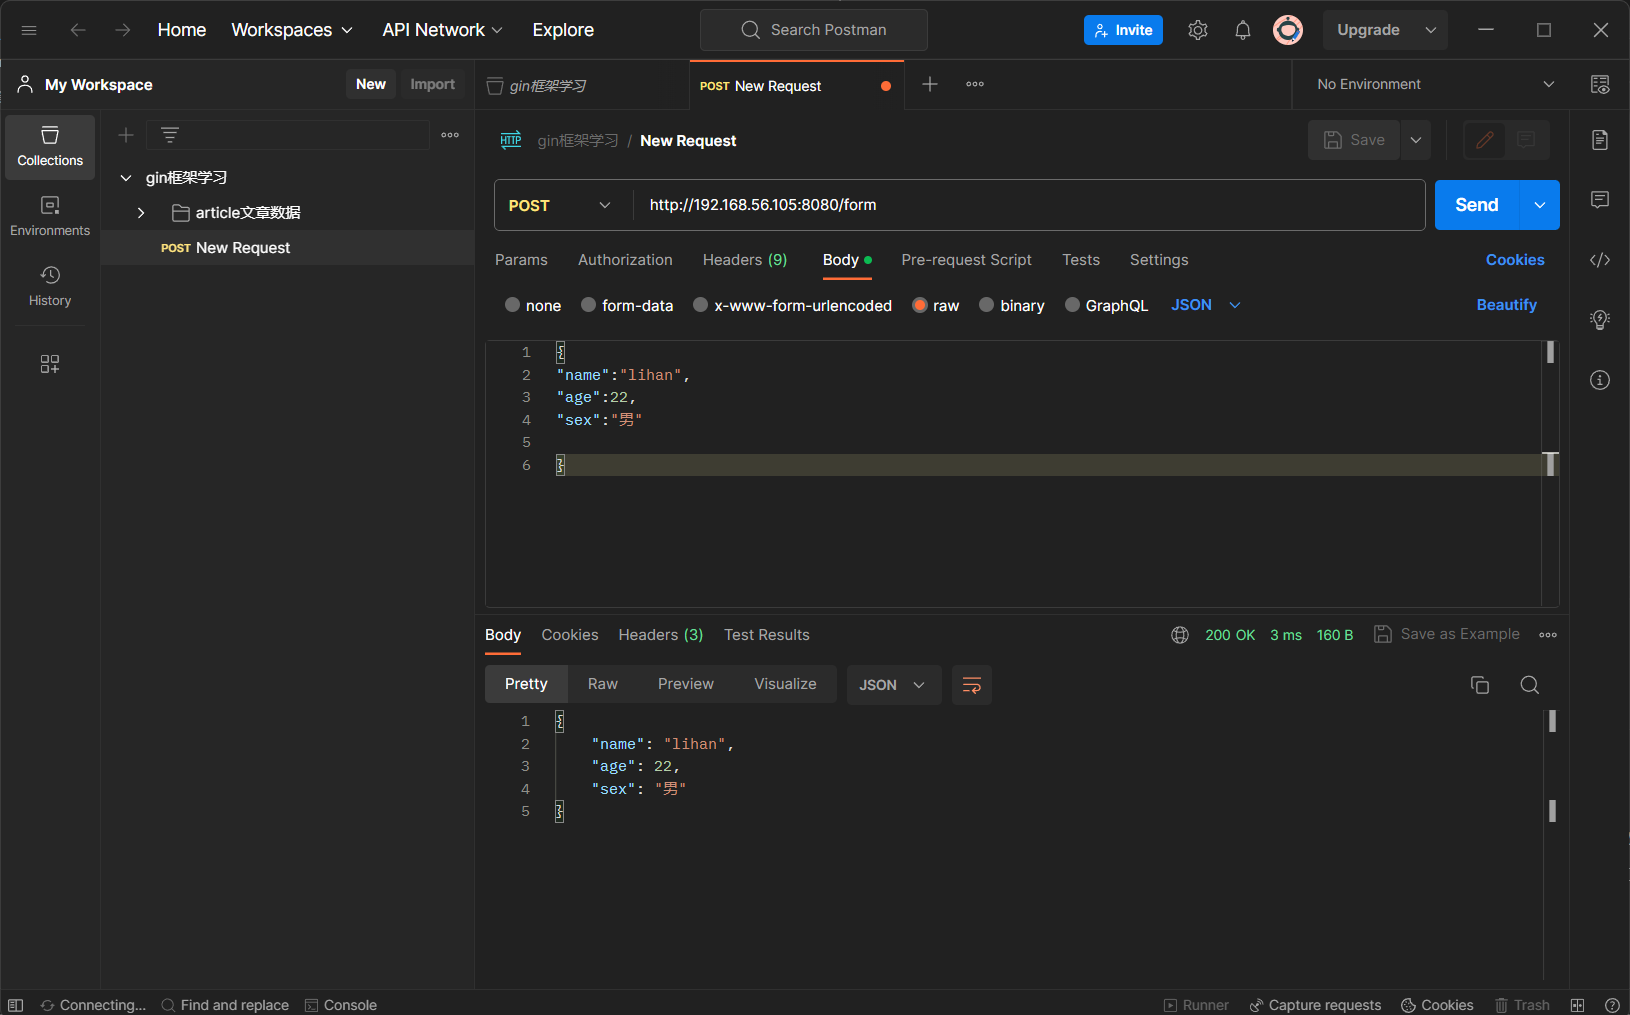 Home Workspaces API Network Explore Search Postman Invite Upgrade
My Workspace New Import gin框架学习 POST New Request No Environment
Collections
Environments
History
gin框架学习
article文章数据
POST New Request
gin框架学习 / New Request Save
POST http://192.168.56.105:8080/form Send
Params Authorization Headers (9) Body Pre-request Script Tests Settings Cookies
none form-data x-www-form-urlencoded raw binary GraphQL JSON Beautify
1 {
2 "name":"lihan",
3 "age":22,
4 "sex":"男"
5
6 }
Body Cookies Headers (3) Test Results 200 OK 3 ms 160 B Save as Example
Pretty Raw Preview Visualize JSON
1 {
2 "name": "lihan",
3 "age": 22,
4 "sex": "男"
5 }
Connecting... Find and replace Console Runner Capture requests Cookies Trash